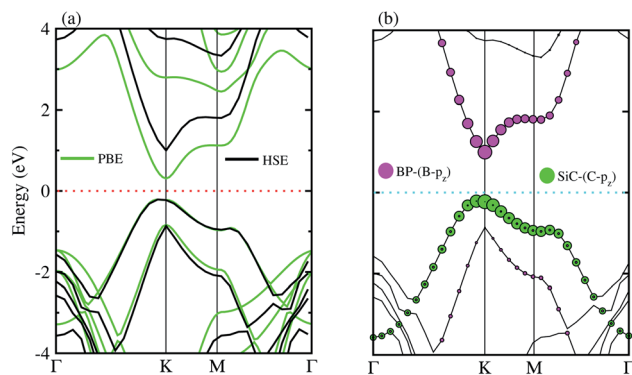 (a)
(b)
4
2
0
-2
-4
Energy (eV)
PBE
HSE
BP-(B-pz)
SiC-(C-pz)
Γ K M Γ
Γ K M Γ